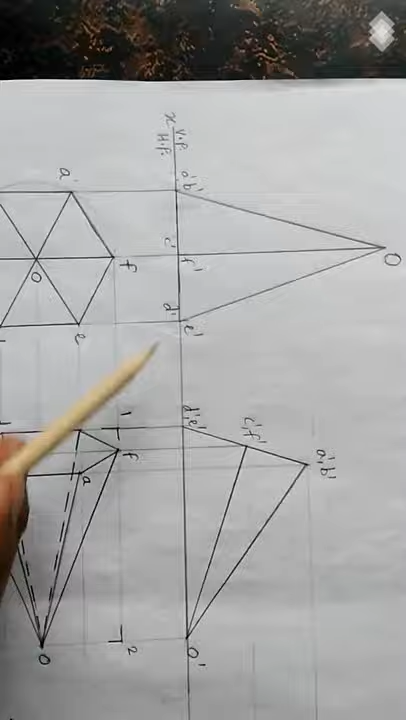 x V.P.
H.P.
a' b' c' f' d' e' O
a f o e
d' e' c', f' a', b' O'
1 f a o 2